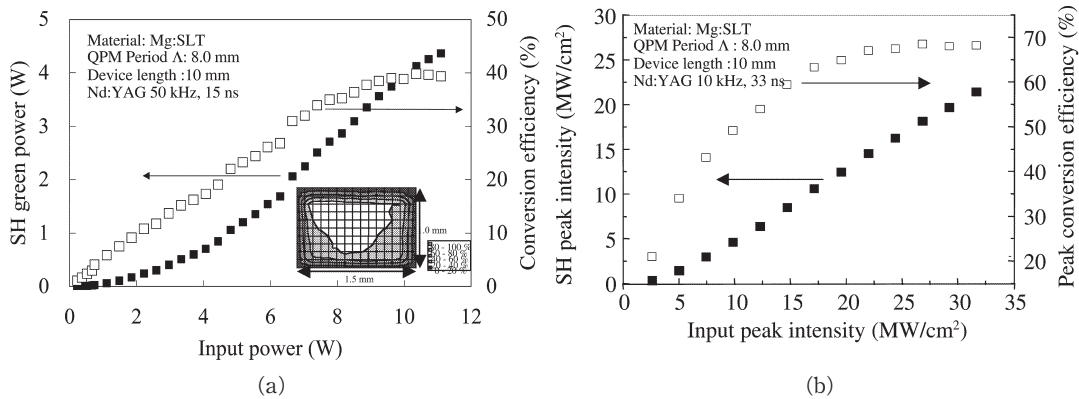 5
4
3
2
1
0
SH green power (W)
Material: Mg:SLT
QPM Period Λ: 8.0 mm
Device length :10 mm
Nd:YAG 50 kHz, 15 ns
50
40
30
20
10
0
Conversion efficiency (%)
.0 mm
1.5 mm
0 2 4 6 8 10 12
Input power (W)
(a)
30
25
20
15
10
5
0
SH peak intensity (MW/cm²)
Material: Mg:SLT
QPM Period Λ : 8.0 mm
Device length :10 mm
Nd:YAG 10 kHz, 33 ns
70
60
50
40
30
20
Peak conversion efficiency (%)
0 5 10 15 20 25 30 35
Input peak intensity (MW/cm²)
(b)